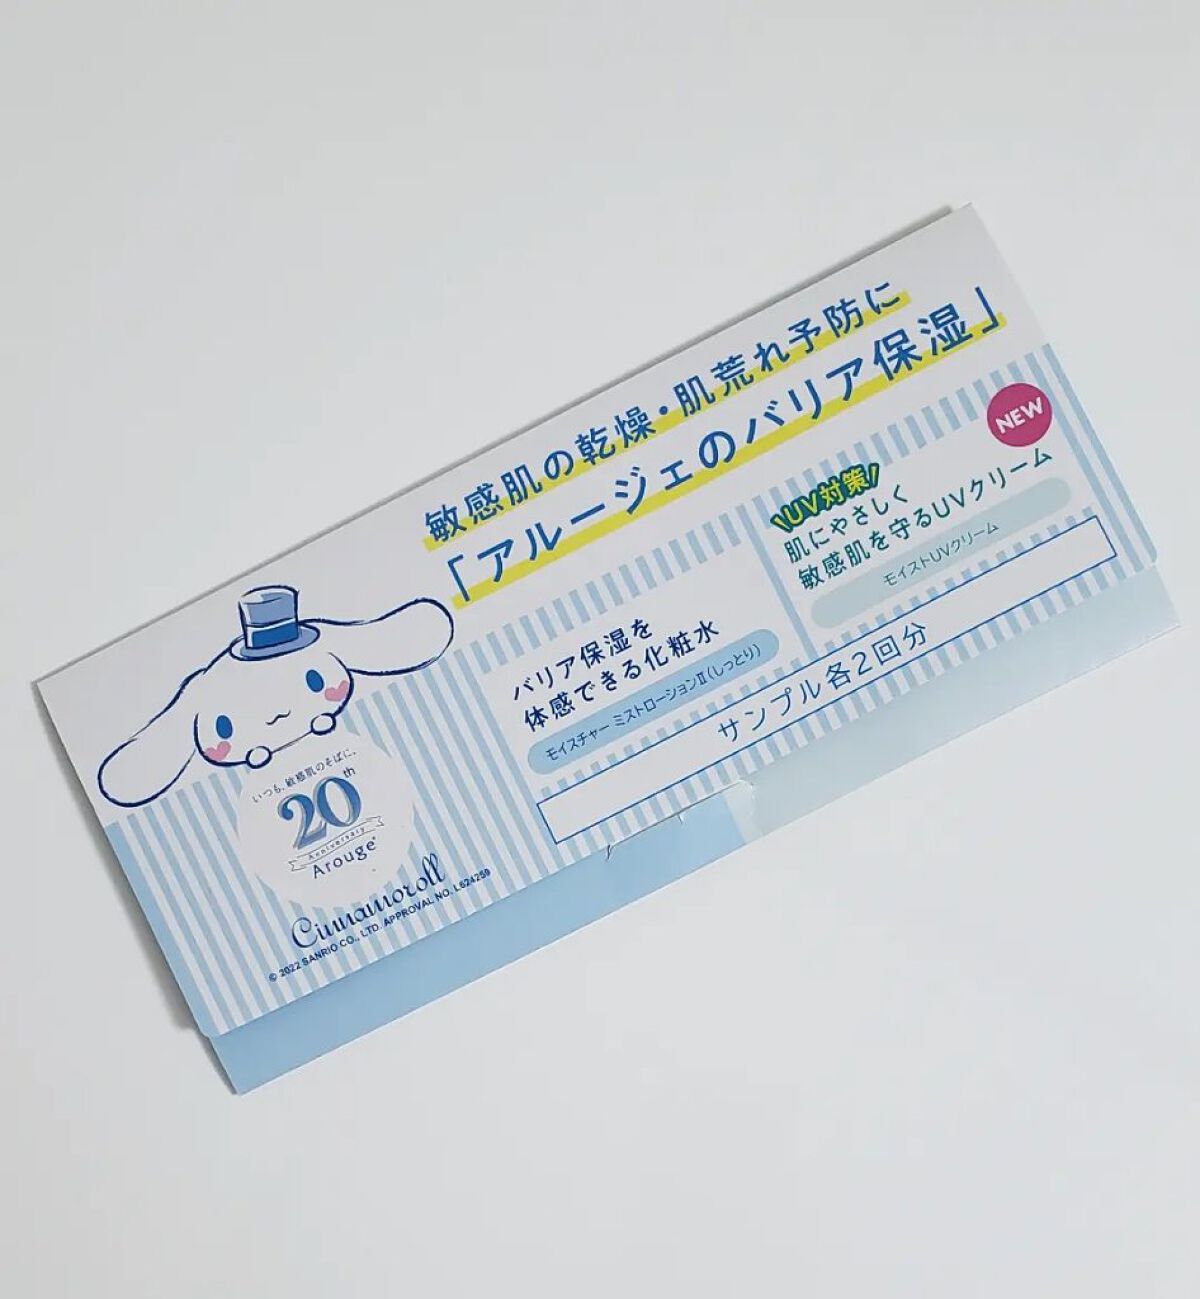 敏感肌の乾燥・肌荒れ予防に
「アルージェのバリア保湿」
NEW
バリア保湿を
体感できる化粧水
モイスチャー ミストローションⅡ(しっとり)
\UV対策/
肌にやさしく
敏感肌を守るUVクリーム
モイストUVクリーム
サンプル各2回分
いつも、敏感肌のそばに。
20th
Anniversary
Arouge
Cinnamoroll
© 2022 SANRIO CO., LTD. APPROVAL NO. L624259